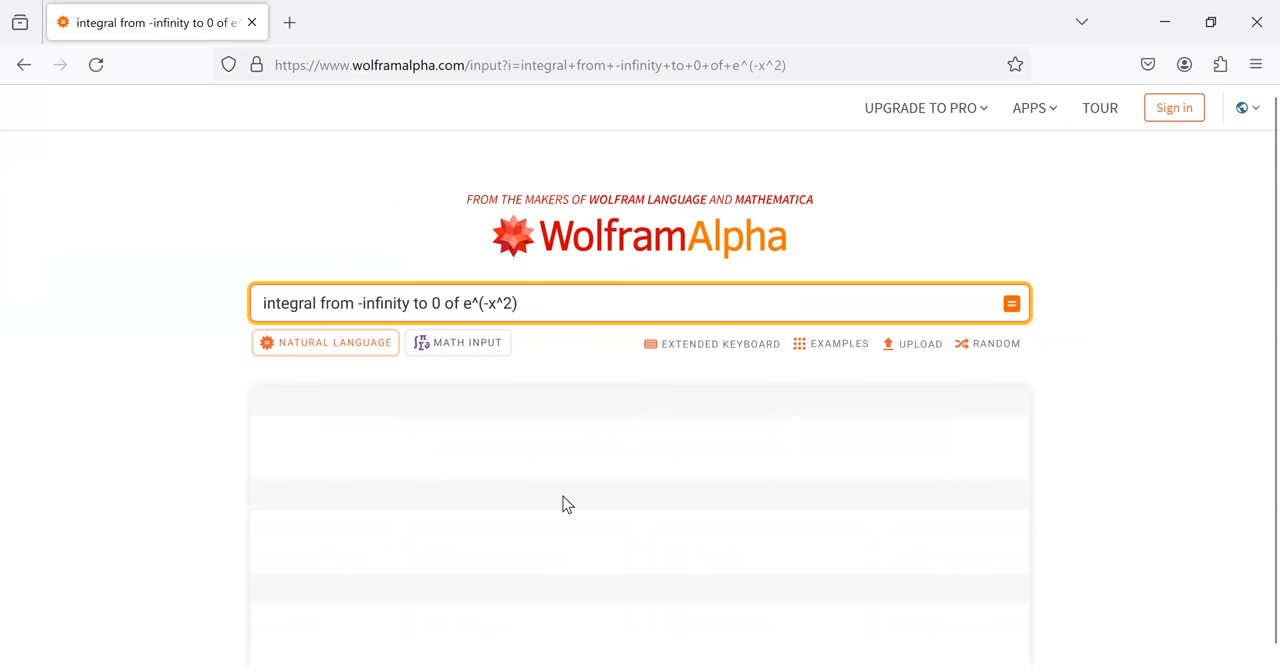 integral from -infinity to 0 of e^
https://www.wolframalpha.com/input?i=integral+from+-infinity+to+0+of+e^(-x^2)
UPGRADE TO PRO APPS TOUR Sign in
FROM THE MAKERS OF WOLFRAM LANGUAGE AND MATHEMATICA
WolframAlpha
integral from -infinity to 0 of e^(-x^2)
NATURAL LANGUAGE MATH INPUT EXTENDED KEYBOARD EXAMPLES UPLOAD RANDOM